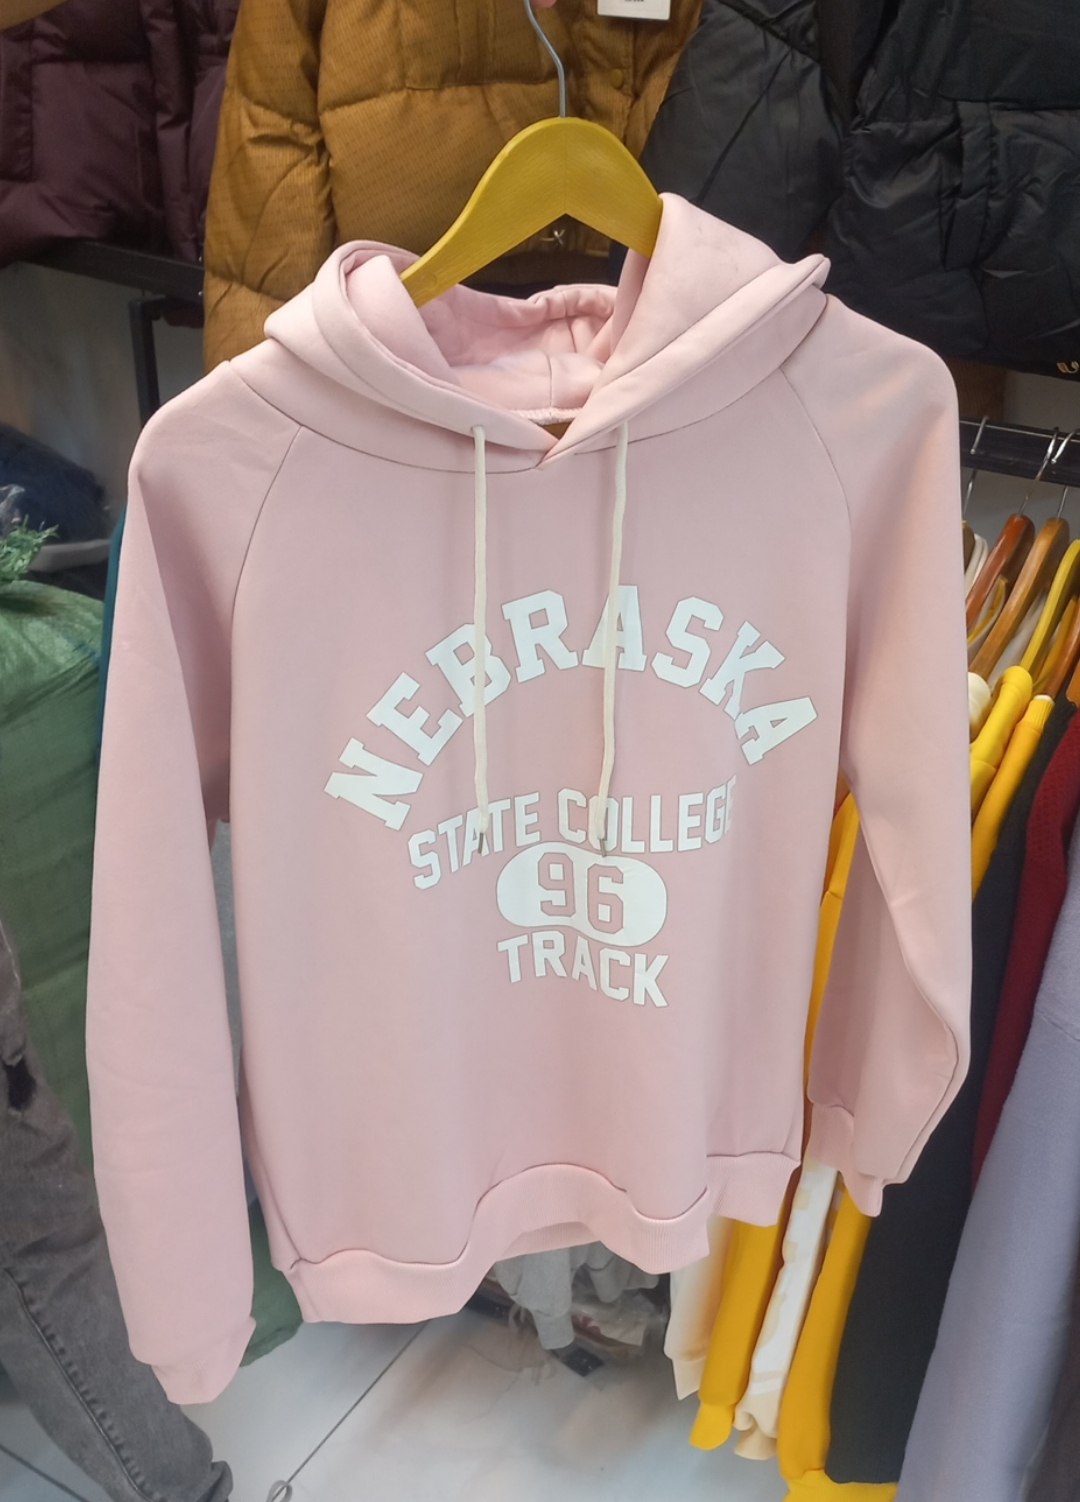 NEBRASKA
STATE COLLEGE
96
TRACK